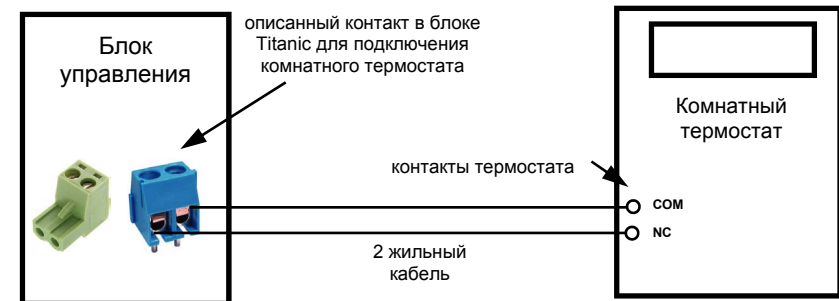 Блок
управления
описанный контакт в блоке
Titanic для подключения
комнатного термостата
Комнатный
термостат
контакты термостата
COM
NC
2 жильный
кабель